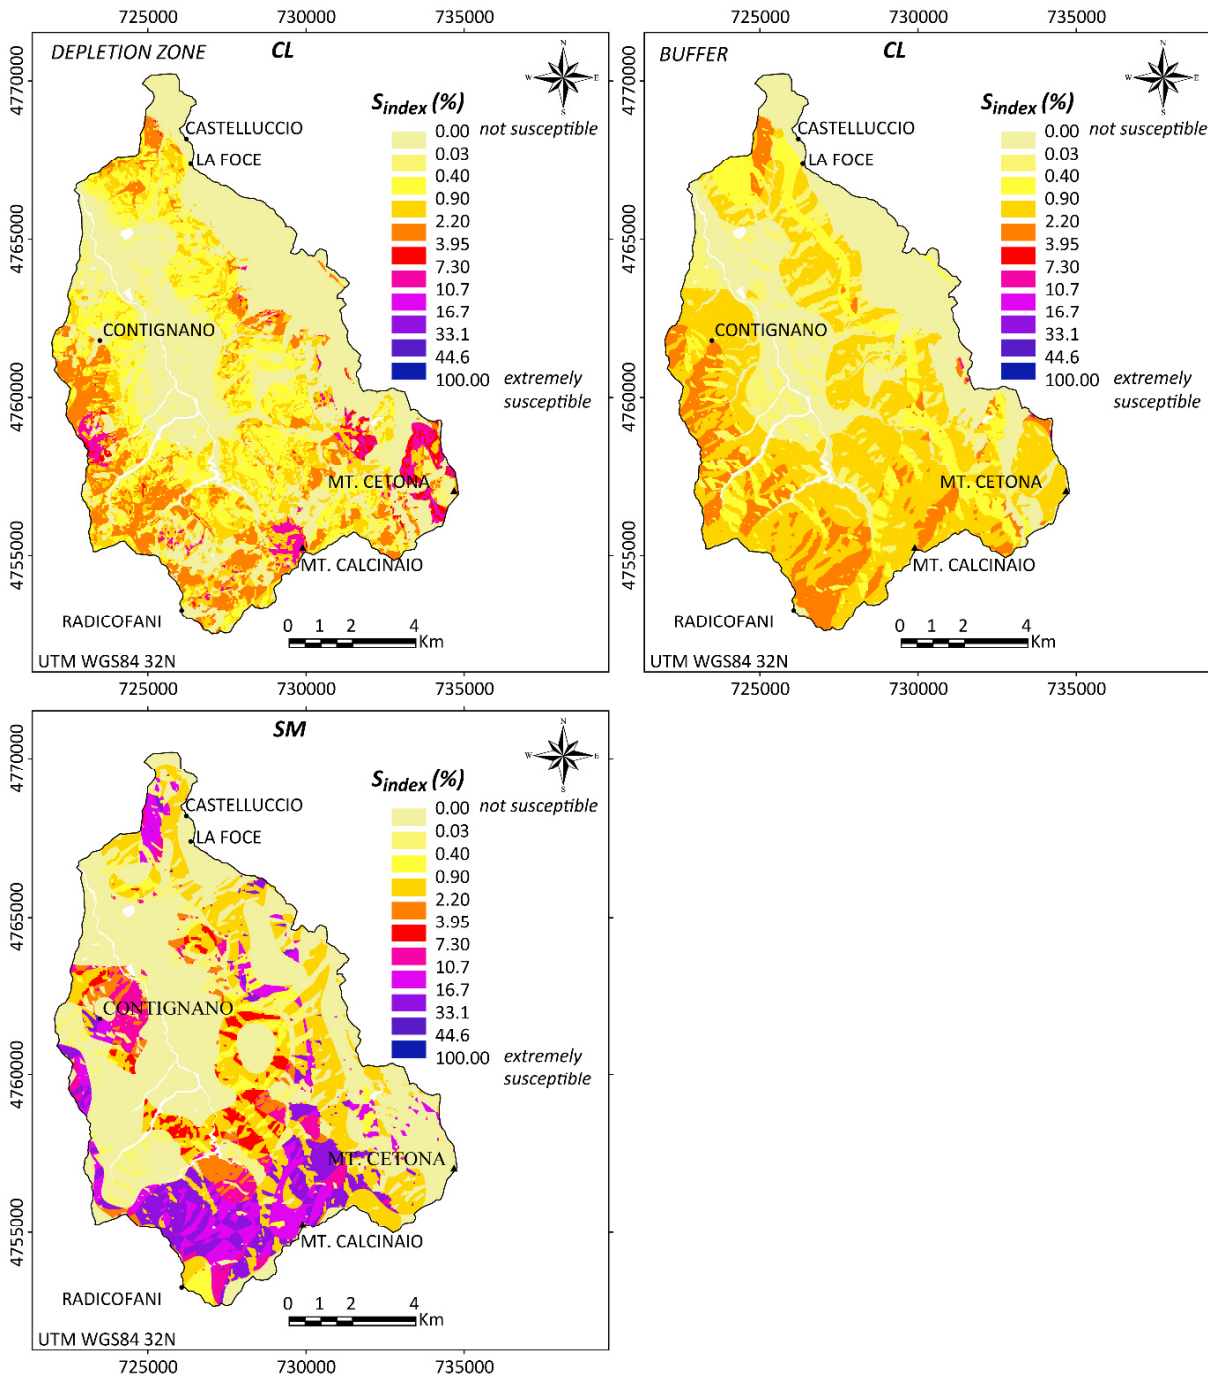 725000 730000 735000
DEPLETION ZONE CL
N
W E
S
4770000
4765000
4760000
4755000
S index (%)
0.00 not susceptible
0.03
0.40
0.90
2.20
3.95
7.30
10.7
16.7
33.1
44.6
100.00 extremely
susceptible
CASTELLUCCIO
LA FOCE
CONTIGNANO
MT. CETONA
MT. CALCINAIO
RADICOFANI
0 1 2 4
Km
UTM WGS84 32N
725000 730000 735000
725000 730000 735000
BUFFER CL
N
W E
S
4770000
4765000
4760000
4755000
S index (%)
0.00 not susceptible
0.03
0.40
0.90
2.20
3.95
7.30
10.7
16.7
33.1
44.6
100.00 extremely
susceptible
CASTELLUCCIO
LA FOCE
CONTIGNANO
MT. CETONA
MT. CALCINAIO
RADICOFANI
0 1 2 4
Km
UTM WGS84 32N
725000 730000 735000
SM
N
W E
S
4770000
4765000
4760000
4755000
S index (%)
0.00 not susceptible
0.03
0.40
0.90
2.20
3.95
7.30
10.7
16.7
33.1
44.6
100.00 extremely
susceptible
CASTELLUCCIO
LA FOCE
CONTIGNANO
MT. CETONA
MT. CALCINAIO
RADICOFANI
0 1 2 4
Km
UTM WGS84 32N
725000 730000 735000